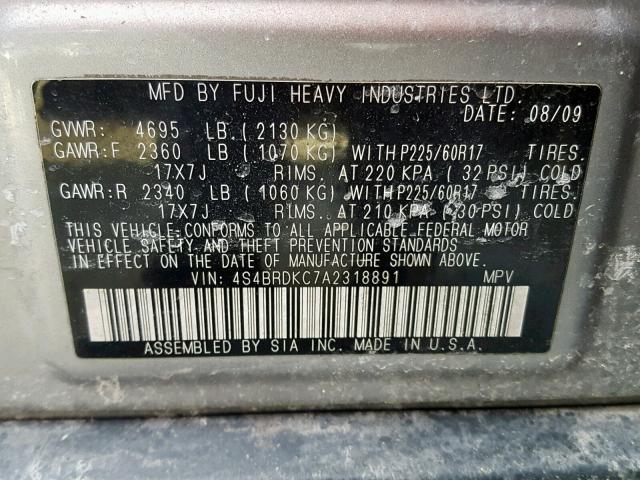 MFD BY FUJI HEAVY INDUSTRIES LTD.
DATE: 08/09
GVWR: 4695 LB (2130 KG)
GAWR:F 2360 LB (1070 KG) WITH P225/60R17 TIRES.
17X7J RIMS. AT 220 KPA (32 PSI) COLD
GAWR:R 2340 LB (1060 KG) WITH P225/60R17 TIRES.
17X7J RIMS. AT 210 KPA (30 PSI) COLD
THIS VEHICLE CONFORMS TO ALL APPLICABLE FEDERAL MOTOR
VEHICLE SAFETY AND THEFT PREVENTION STANDARDS IN
EFFECT ON THE DATE OF MANUFACTURE SHOWN ABOVE.
VIN: 4S4BRDKC7A2318891 MPV
ASSEMBLED BY SIA INC. MADE IN U.S.A.